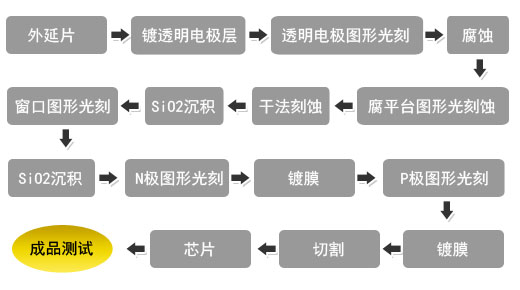 外延片
镀透明电极层
透明电极图形光刻
腐蚀
腐平台图形光刻蚀
干法刻蚀
SiO2沉积
窗口图形光刻
SiO2沉积
N极图形光刻
镀膜
P极图形光刻
镀膜
切割
芯片
成品测试